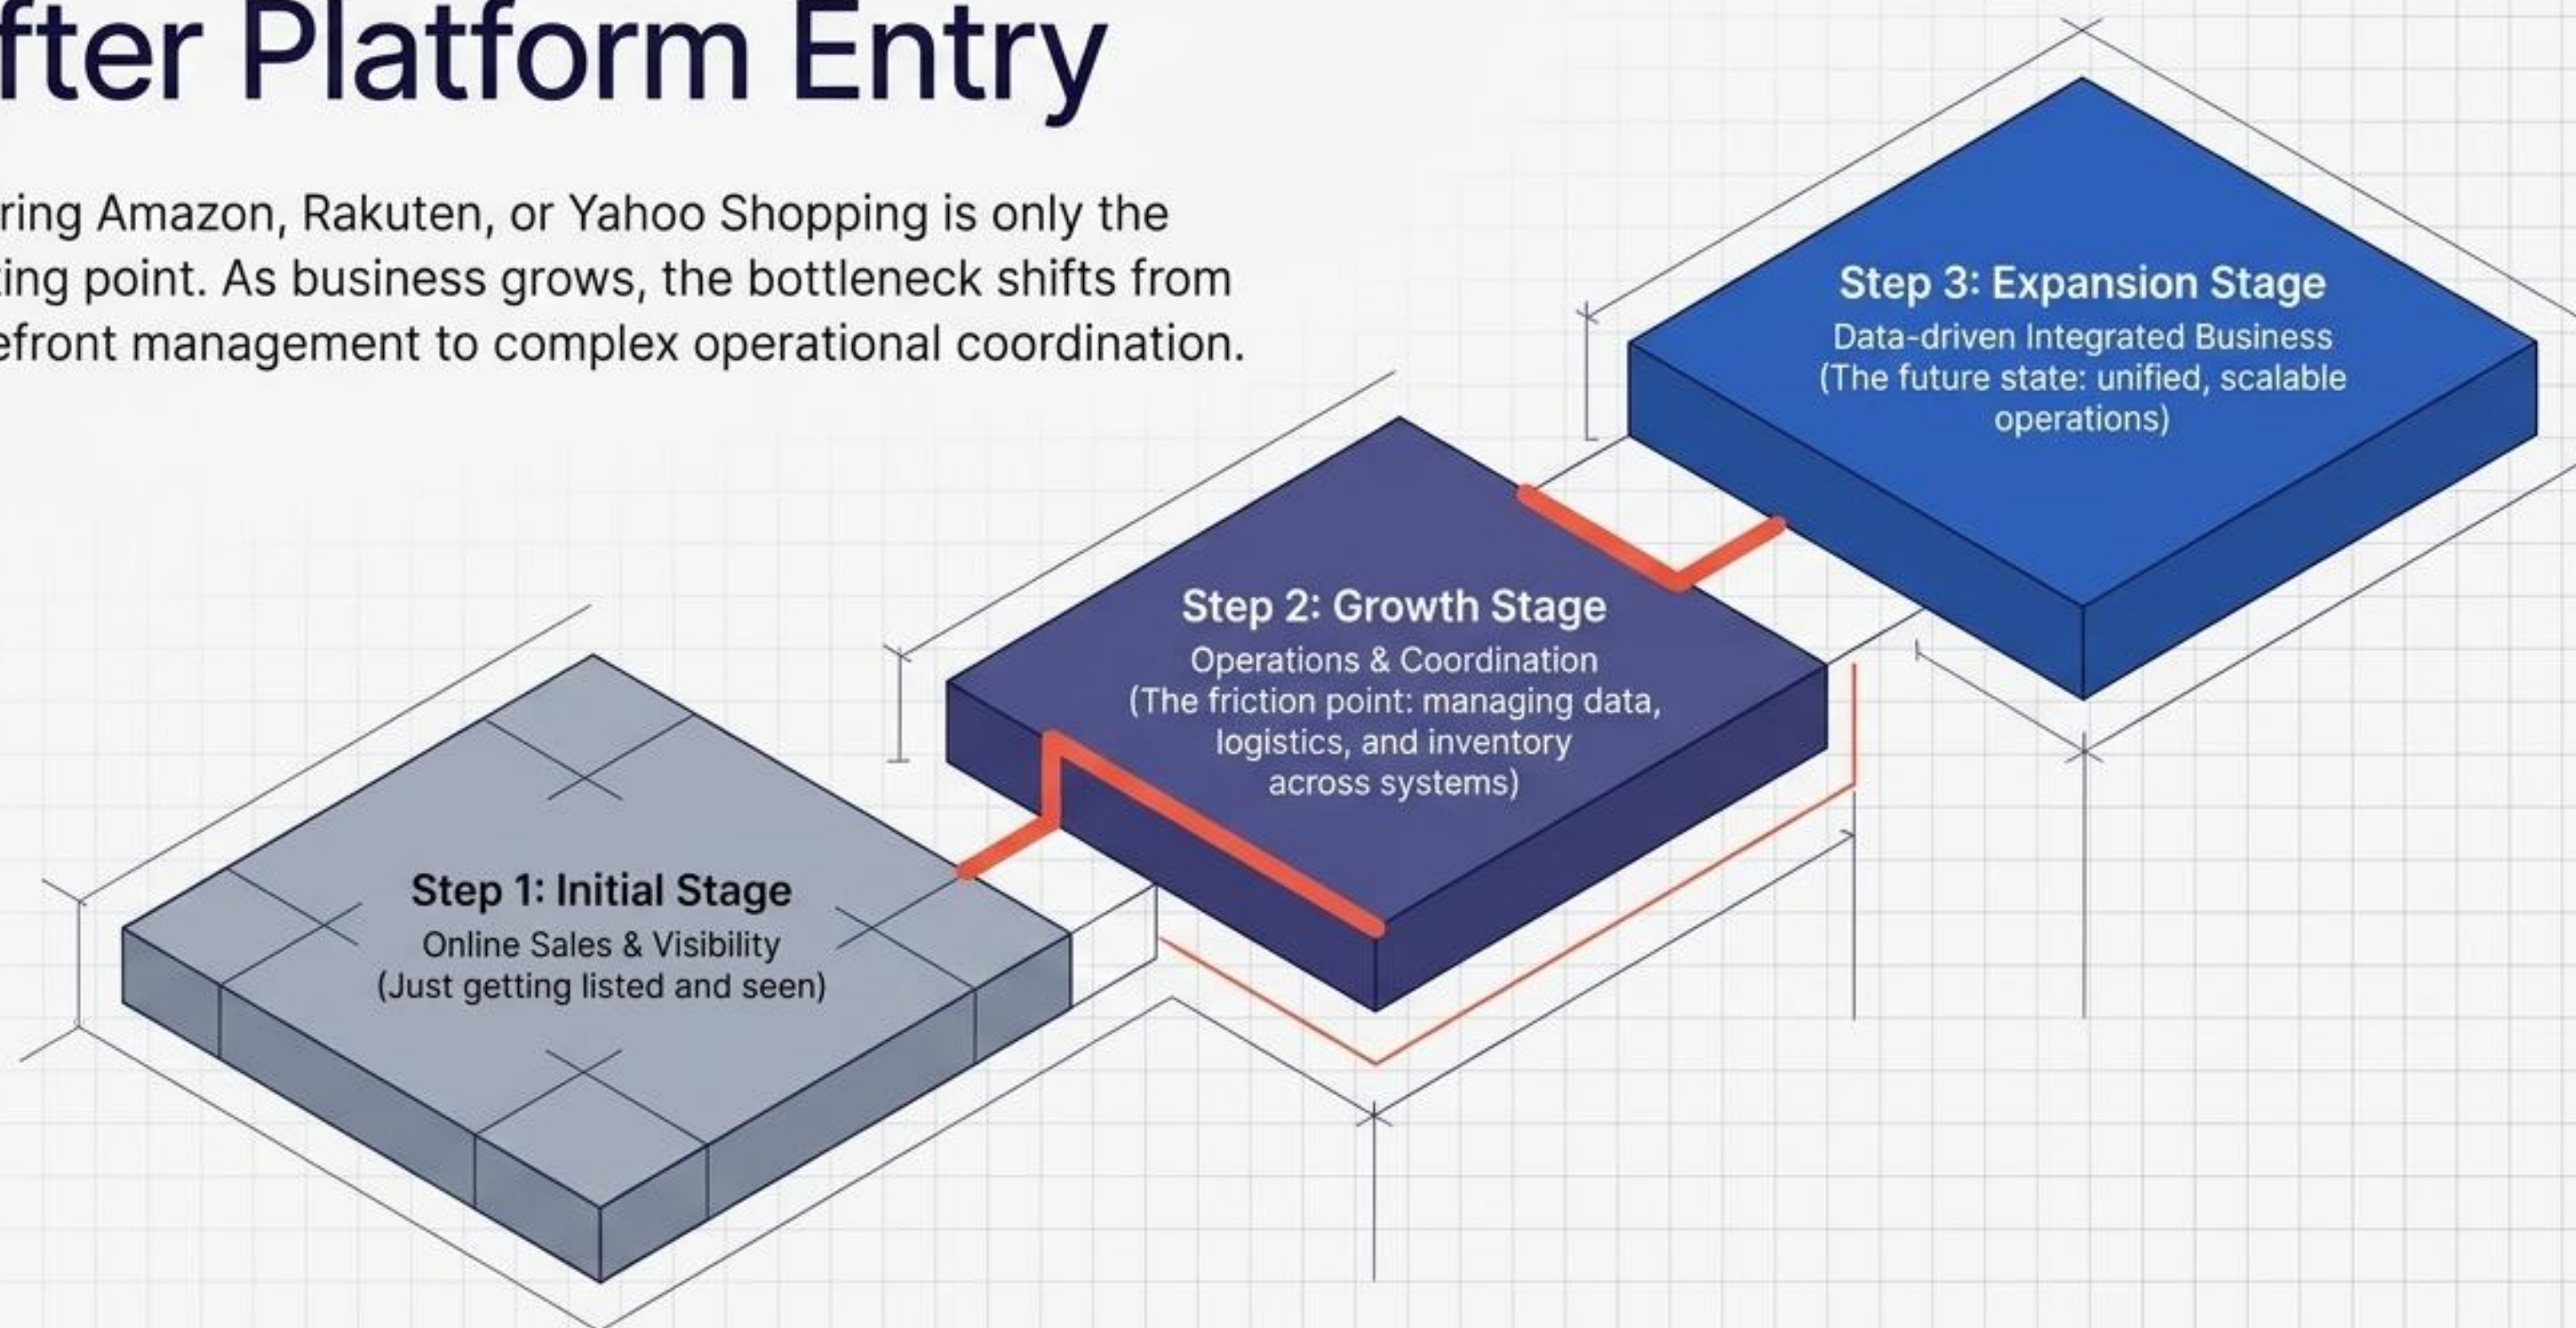 fter Platform Entry
ring Amazon, Rakuten, or Yahoo Shopping is only the
ing point. As business grows, the bottleneck shifts from
efront management to complex operational coordination.
Step 3: Expansion Stage
Data-driven Integrated Business
(The future state: unified, scalable
operations)
Step 2: Growth Stage
Operations & Coordination
(The friction point: managing data,
logistics, and inventory
across systems)
Step 1: Initial Stage
Online Sales & Visibility
(Just getting listed and seen)